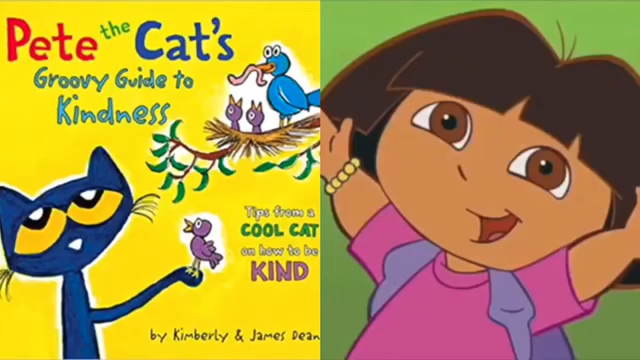 Pete the Cat's
Groovy Guide to
Kindness
Tips from a
COOL CAT
on how to be
KIND
by Kimberly & James Dean